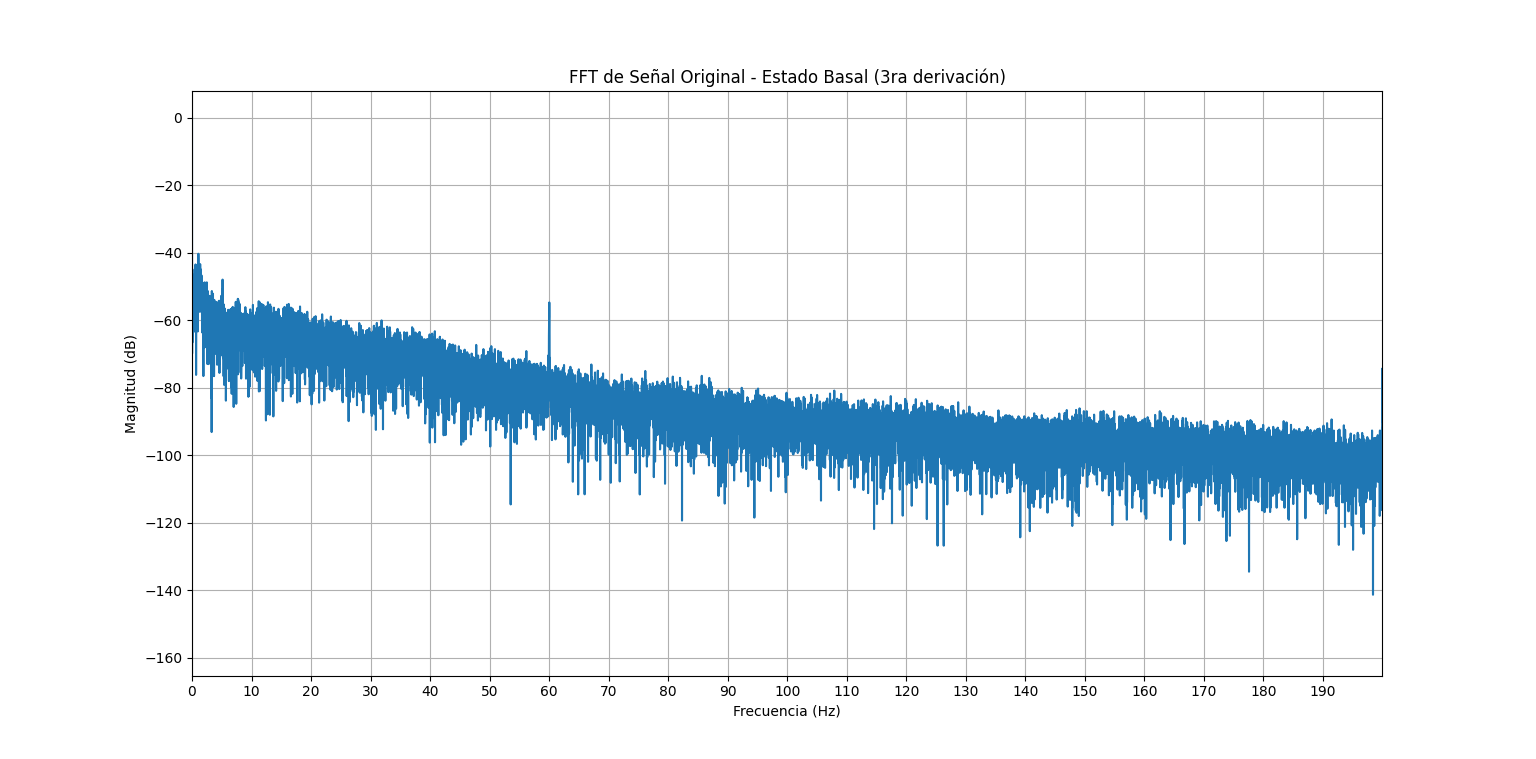 FFT de Señal Original - Estado Basal (3ra derivación)
0
−20
−40
−60
−80
−100
−120
−140
−160
Magnitud (dB)
0 10 20 30 40 50 60 70 80 90 100 110 120 130 140 150 160 170 180 190
Frecuencia (Hz)